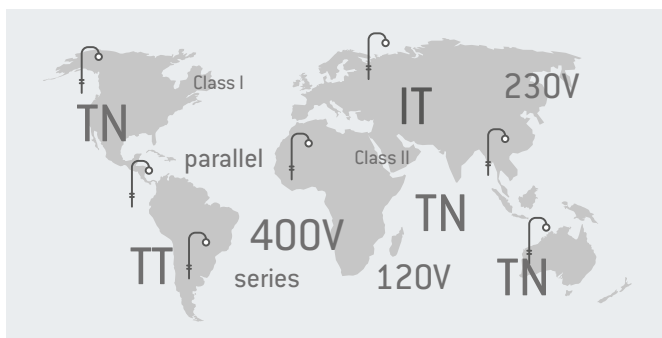 Class I
IT
230V
TN
parallel
Class II
TN
400V
TT
series
120V
TN